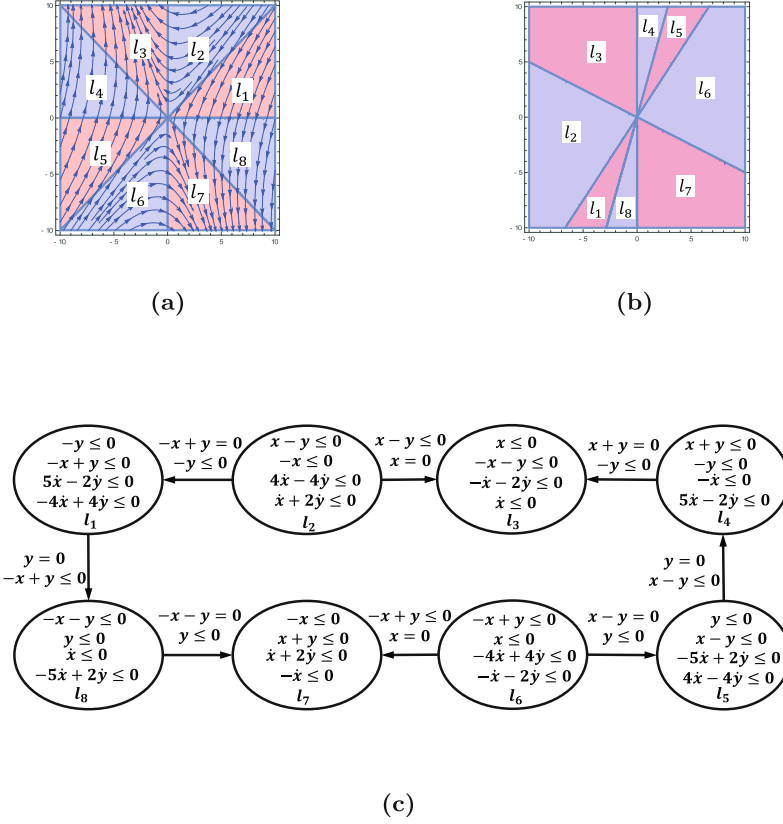 10
5
0
- 5
- 10
- 10
- 5
0
5
10
l3
l2
l4
l1
l5
l8
l6
l7
(a)
10
5
0
- 5
- 10
- 10
- 5
0
5
10
l4
l5
l3
l6
l2
l7
l1
l8
(b)
−y ≤ 0
−x + y ≤ 0
5ẋ − 2ẏ ≤ 0
−4ẋ + 4ẏ ≤ 0
l1
−x + y = 0
−y ≤ 0
x − y ≤ 0
−x ≤ 0
4ẋ − 4ẏ ≤ 0
ẋ + 2ẏ ≤ 0
l2
x − y ≤ 0
x = 0
x ≤ 0
−x − y ≤ 0
−ẋ − 2ẏ ≤ 0
ẋ ≤ 0
l3
x + y = 0
−y ≤ 0
x + y ≤ 0
−y ≤ 0
−ẋ ≤ 0
5ẋ − 2ẏ ≤ 0
l4
y = 0
−x + y ≤ 0
y = 0
x − y ≤ 0
−x − y ≤ 0
y ≤ 0
ẋ ≤ 0
−5ẋ + 2ẏ ≤ 0
l8
−x − y = 0
y ≤ 0
−x ≤ 0
x + y ≤ 0
ẋ + 2ẏ ≤ 0
−ẋ ≤ 0
l7
−x + y ≤ 0
x = 0
−x + y ≤ 0
x ≤ 0
−4ẋ + 4ẏ ≤ 0
−ẋ − 2ẏ ≤ 0
l6
x − y = 0
y ≤ 0
y ≤ 0
x − y ≤ 0
−5ẋ + 2ẏ ≤ 0
4ẋ − 4ẏ ≤ 0
l5
(c)